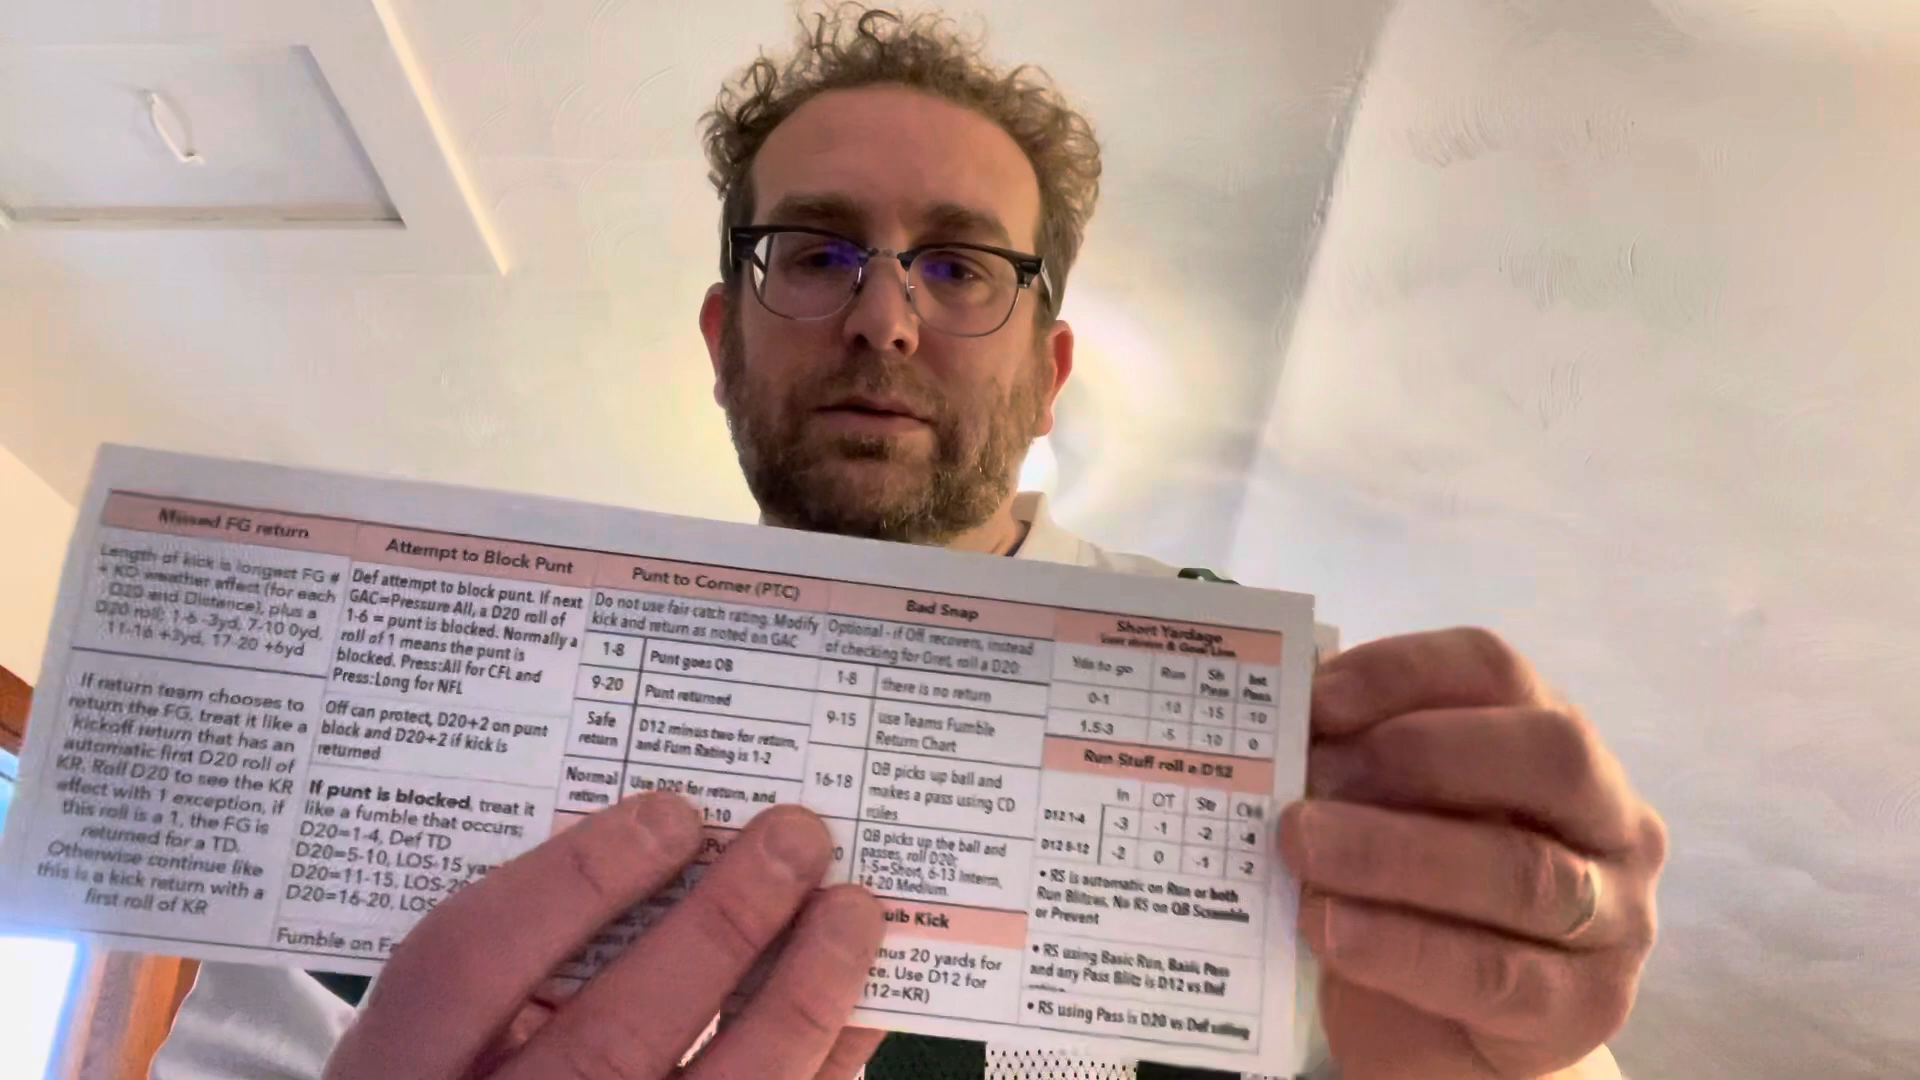 Missed FG return
Length of kick is longest FG #
+ KO weather affect (for each
D20 and Distance), plus a
D20 roll; 1-6 -3yd, 7-10 0yd,
11-16 +3yd, 17-20 +6yd
If return team chooses to
return the FG, treat it like a
kickoff return that has an
automatic first D20 roll of
KR. Roll D20 to see the KR
effect with 1 exception, if
this roll is a 1, the FG is
returned for a TD.
Otherwise continue like
this is a kick return with a
first roll of KR
Attempt to Block Punt
Def attempt to block punt. If next
GAC=Pressure All, a D20 roll of
1-6 = punt is blocked. Normally a
roll of 1 means the punt is
blocked. Press:All for CFL and
Press:Long for NFL
Off can protect, D20+2 on punt
block and D20+2 if kick is
returned
If punt is blocked, treat it
like a fumble that occurs;
D20=1-4, Def TD
D20=5-10, LOS-15
D20=11-15, LOS-20
D20=16-20, LOS
Fumble on
Punt to Corner (PTC)
Do not use fair catch rating. Modify
kick and return as noted on GAC
1-8 Punt goes OB
9-20 Punt returned
Safe return D12 minus two for return,
and Fum Rating is 1-2
Normal return Use D20 for return, and
1-10
Bad Snap
Optional - if Off recovers, instead
of checking for Dret, roll a D20:
1-8 there is no return
9-15 use Teams Fumble
Return Chart
16-18 QB picks up ball and
makes a pass using CD
rules
QB picks up the ball and
passes, roll D20;
1-5=Short, 6-13 Interm,
14-20 Medium
uib Kick
inus 20 yards for
ce. Use D12 for
(12=KR)
Short Yardage
Yds to go Run Sh Pass Int Pass
0-1 -10 -15 -10
1.5-3 -5 -10 0
Run Stuff roll a D12
In OT Str
D12 1-4 -3 -1 -2 -4
-2 0 -1 -2
• RS is automatic on Run or both
Run Blitzes, No RS on QB Scramble
or Prevent
• RS using Basic Run, Basic Pass
and any Pass Blitz is D12 vs Def
• RS using Pass is D20 vs Def